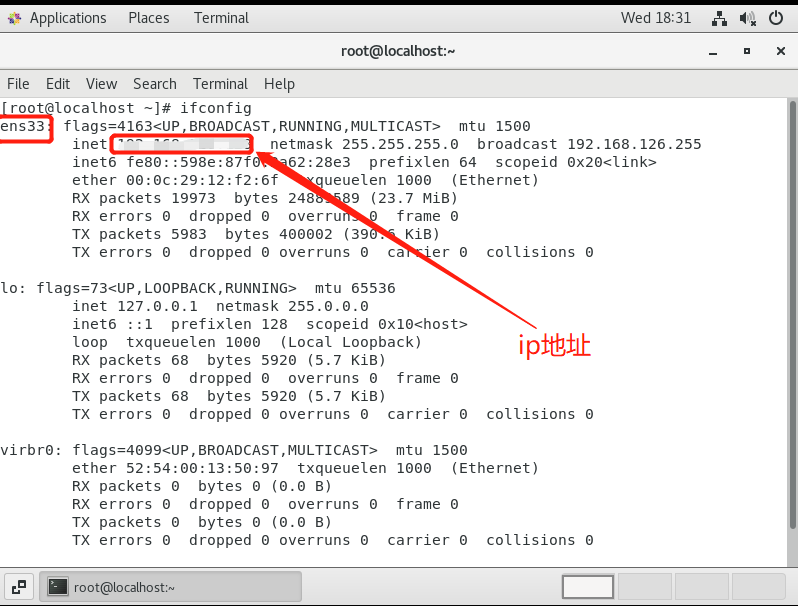 Applications Places Terminal Wed 18:31
root@localhost:~
File Edit View Search Terminal Help
[root@localhost ~]# ifconfig
ens33: flags=4163<UP,BROADCAST,RUNNING,MULTICAST> mtu 1500
inet netmask 255.255.255.0 broadcast 192.168.126.255
inet6 prefixlen 64 scopeid 0x20<link>
ether 00:0c:29:12:f2:6f txqueuelen 1000 (Ethernet)
RX packets 19973 bytes (23.7 MiB)
RX errors 0 dropped 0 overruns 0 frame 0
TX packets 5983 bytes 400002 (390.6 KiB)
TX errors 0 dropped 0 overruns 0 carrier 0 collisions 0
lo: flags=73<UP,LOOPBACK,RUNNING> mtu 65536
inet 127.0.0.1 netmask 255.0.0.0
inet6 ::1 prefixlen 128 scopeid 0x10<host>
loop txqueuelen 1000 (Local Loopback)
RX packets 68 bytes 5920 (5.7 KiB)
ip地址
RX errors 0 dropped 0 overruns 0 frame 0
TX packets 68 bytes 5920 (5.7 KiB)
TX errors 0 dropped 0 overruns 0 carrier 0 collisions 0
virbr0: flags=4099<UP,BROADCAST,MULTICAST> mtu 1500
ether 52:54:00:13:50:97 txqueuelen 1000 (Ethernet)
RX packets 0 bytes 0 (0.0 B)
RX errors 0 dropped 0 overruns 0 frame 0
TX packets 0 bytes 0 (0.0 B)
TX errors 0 dropped 0 overruns 0 carrier 0 collisions 0
root@localhost:~